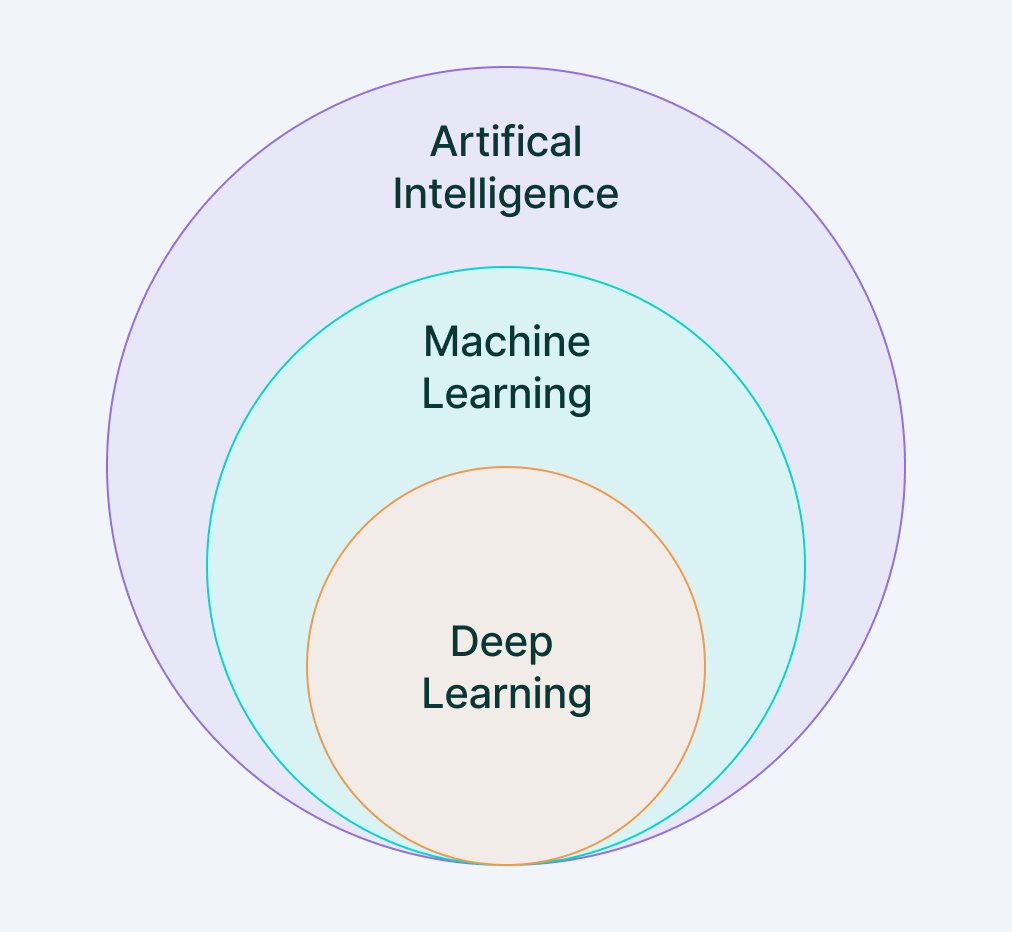 Artifical
Intelligence
Machine
Learning
Deep
Learning